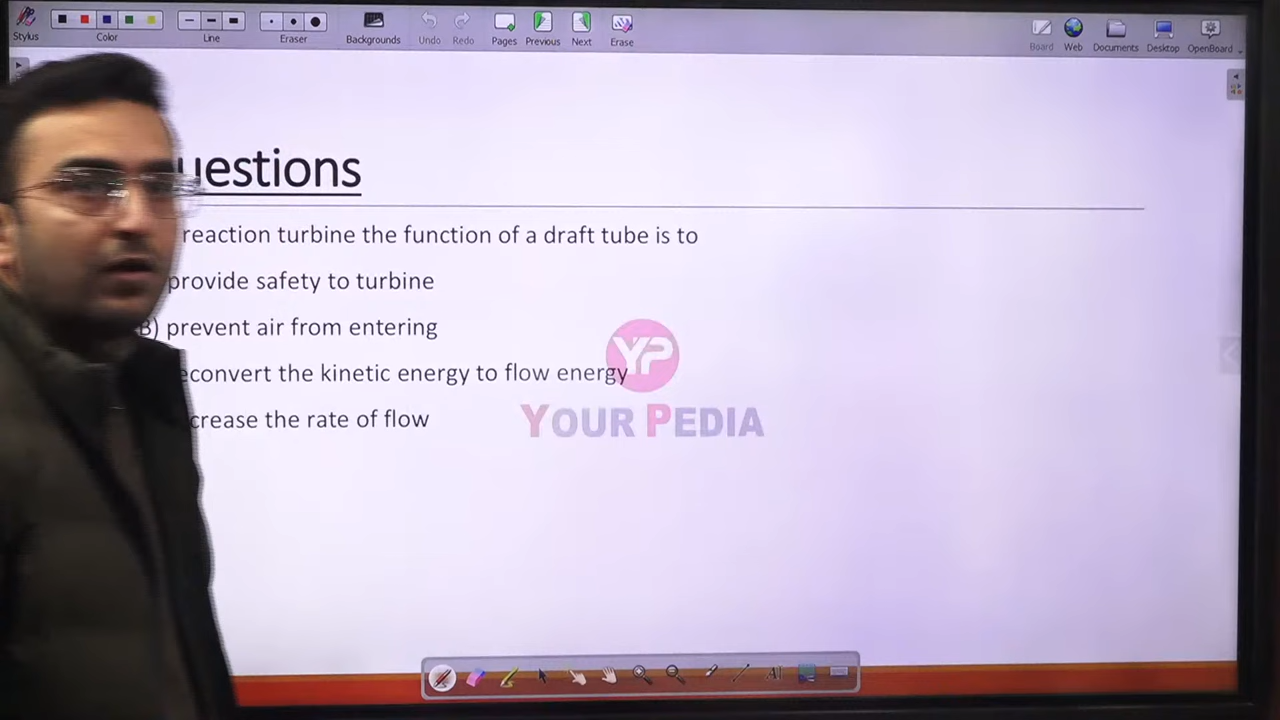 Stylus
Color
Line
Eraser
Backgrounds
Undo
Redo
Pages
Previous
Next
Erase
Board
Web
Documents
Desktop
OpenBoard
uestions
reaction turbine the function of a draft tube is to
provide safety to turbine
B) prevent air from entering
econvert the kinetic energy to flow energy
crease the rate of flow
YP
YOUR PEDIA